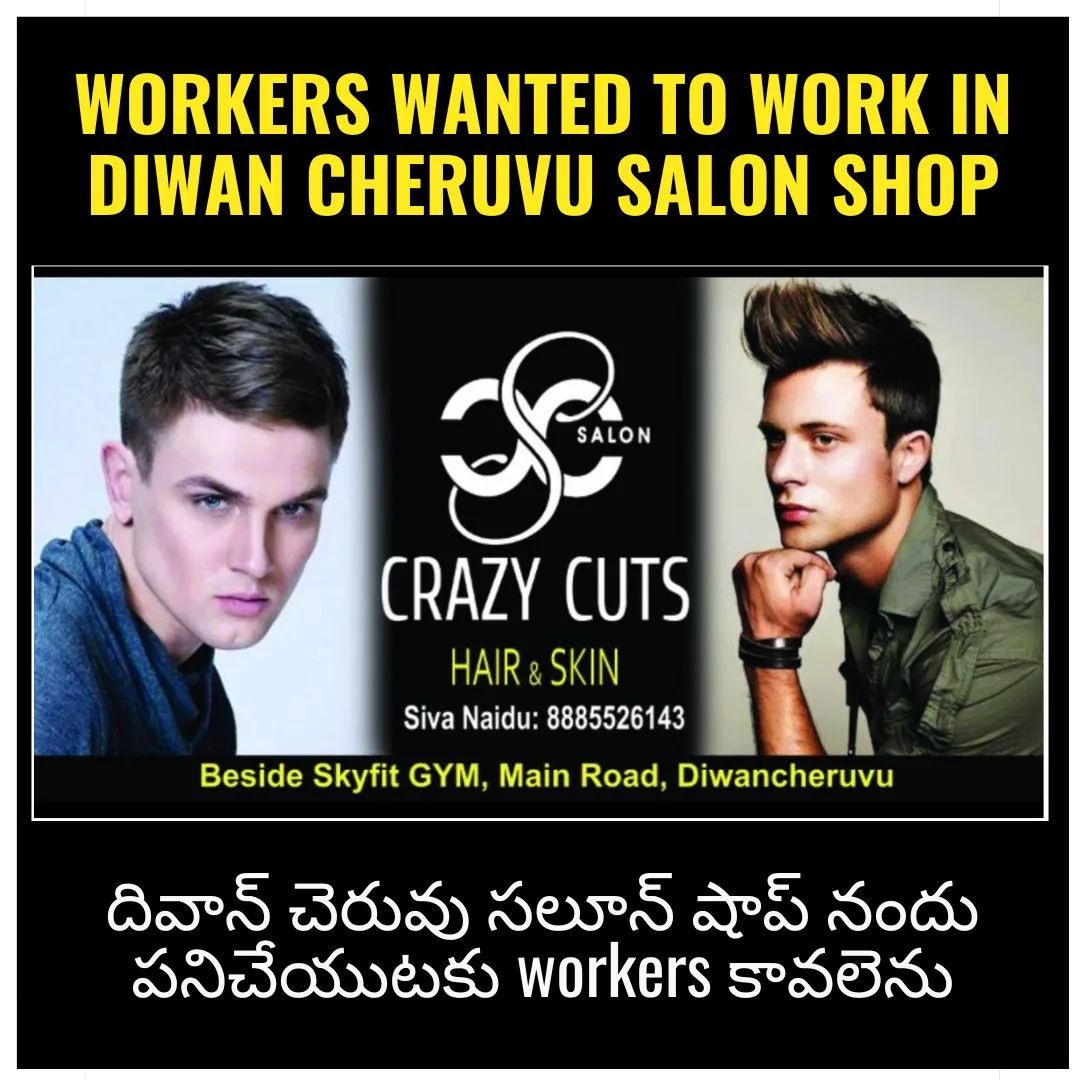 WORKERS WANTED TO WORK IN
DIWAN CHERUVU SALON SHOP
SALON
CRAZY CUTS
HAIR & SKIN
Siva Naidu: 8885526143
Beside Skyfit GYM, Main Road, Diwancheruvu
దివాన్ చెరువు సలూన్ షాప్ నందు
పనిచేయుటకు workers కావలెను